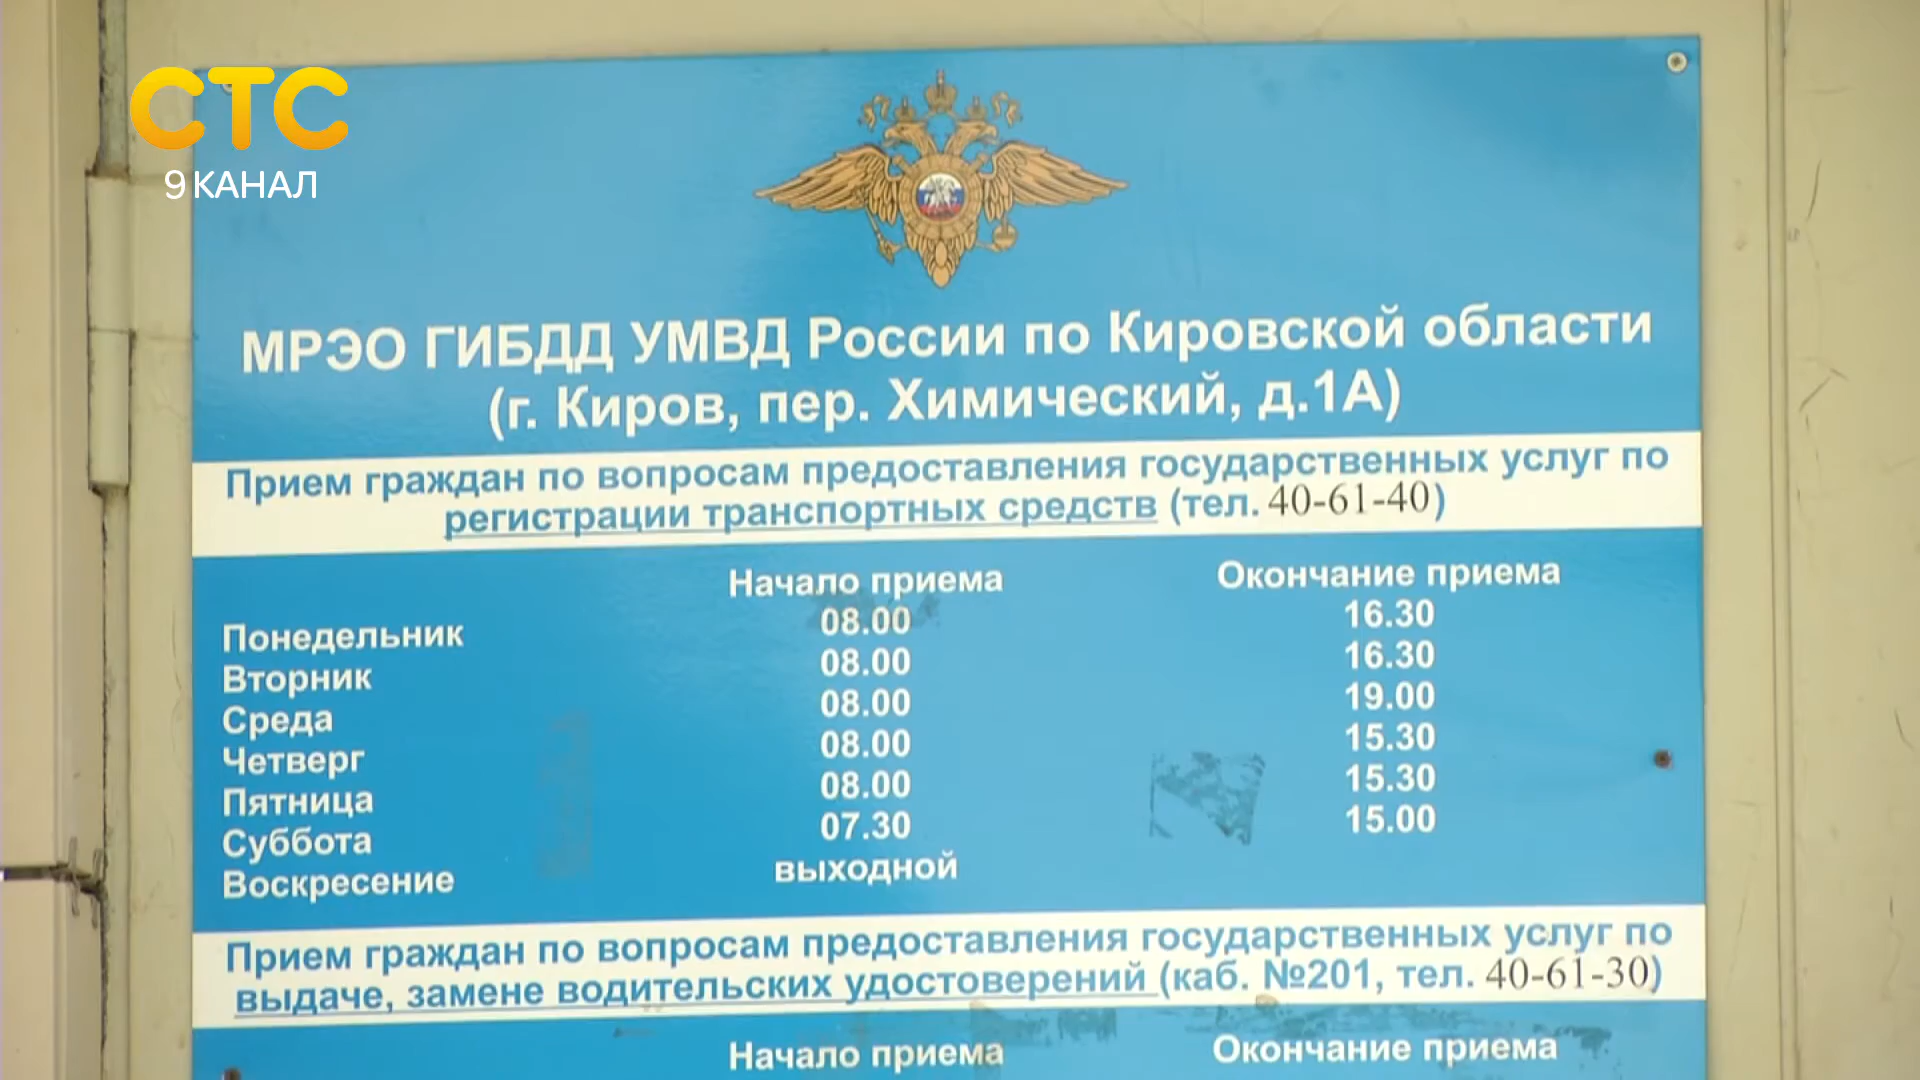 СТС
9 КАНАЛ
МРЭО ГИБДД УМВД России по Кировской области
(г. Киров, пер. Химический, д.1А)
Прием граждан по вопросам предоставления государственных услуг по
регистрации транспортных средств (тел. 40-61-40)
Начало приема Окончание приема
Понедельник 08.00 16.30
Вторник 08.00 16.30
Среда 08.00 19.00
Четверг 08.00 15.30
Пятница 08.00 15.30
Суббота 07.30 15.00
Воскресение выходной
Прием граждан по вопросам предоставления государственных услуг по
выдаче, замене водительских удостоверений (каб. №201, тел. 40-61-30)
Начало приема Окончание приема